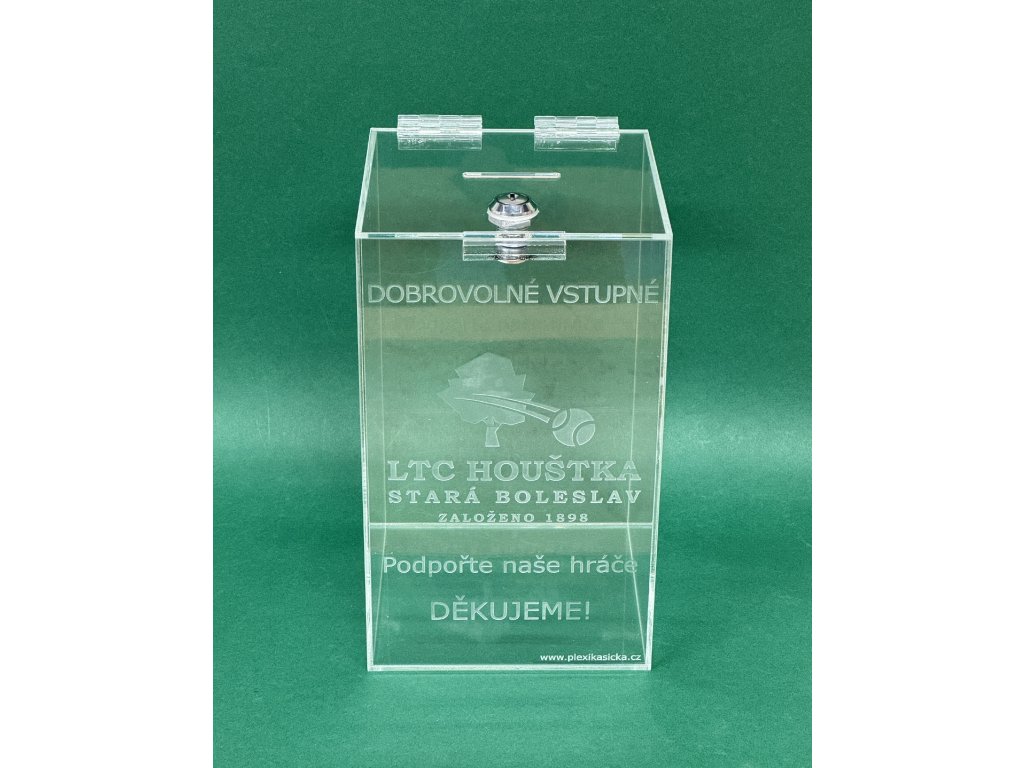 DOBROVOLNÉ VSTUPNÉ
LTC HOUŠTKA
STARÁ BOLESLAV
ZALOŽENO 1898
Podpořte naše hráče
DĚKUJEME!
www.plexikasicka.cz